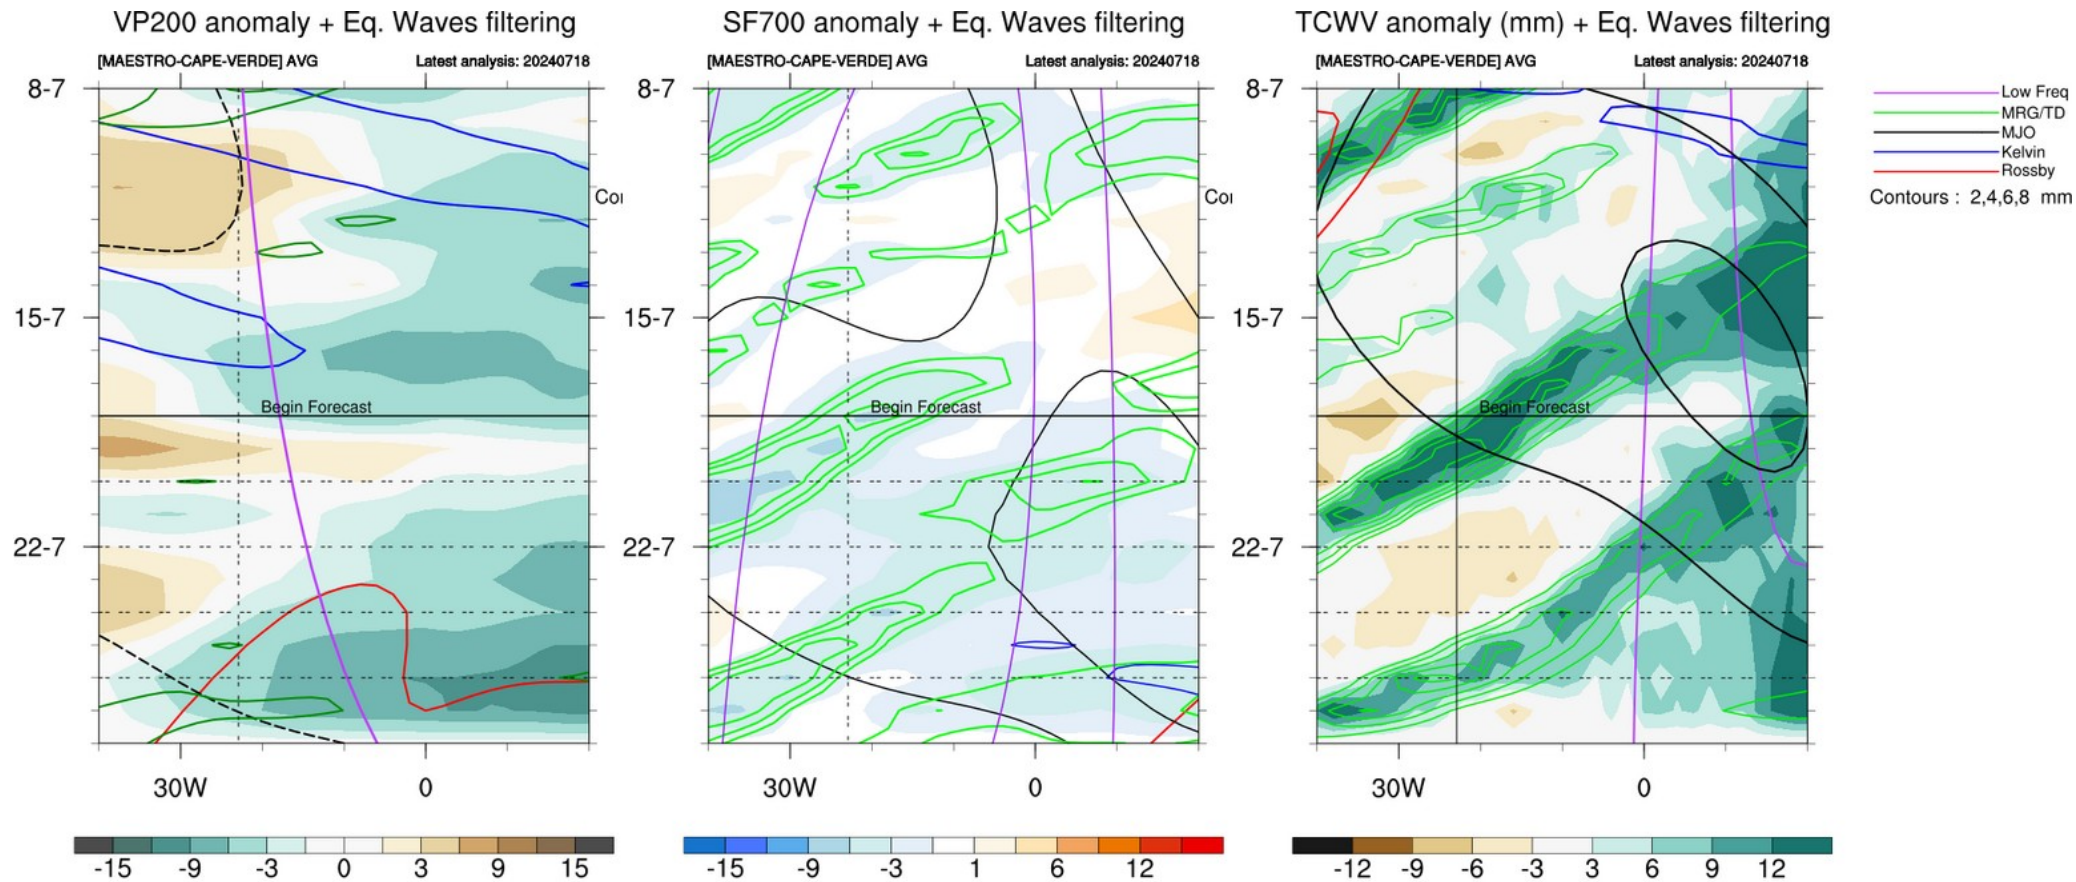 VP200 anomaly + Eq. Waves filtering
[MAESTRO-CAPE-VERDE] AVG
Latest analysis: 20240718
8-7
15-7
22-7
Begin Forecast
Coı
30W
0
-15 -9 -3 0 3 9 15
SF700 anomaly + Eq. Waves filtering
[MAESTRO-CAPE-VERDE] AVG
Latest analysis: 20240718
8-7
15-7
22-7
Begin Forecast
Coı
30W
0
-15 -9 -3 1 6 12
TCWV anomaly (mm) + Eq. Waves filtering
[MAESTRO-CAPE-VERDE] AVG
Latest analysis: 20240718
8-7
15-7
22-7
Begin Forecast
30W
0
-12 -9 -6 -3 3 6 9 12
Low Freq
MRG/TD
MJO
Kelvin
Rossby
Contours : 2,4,6,8 mm